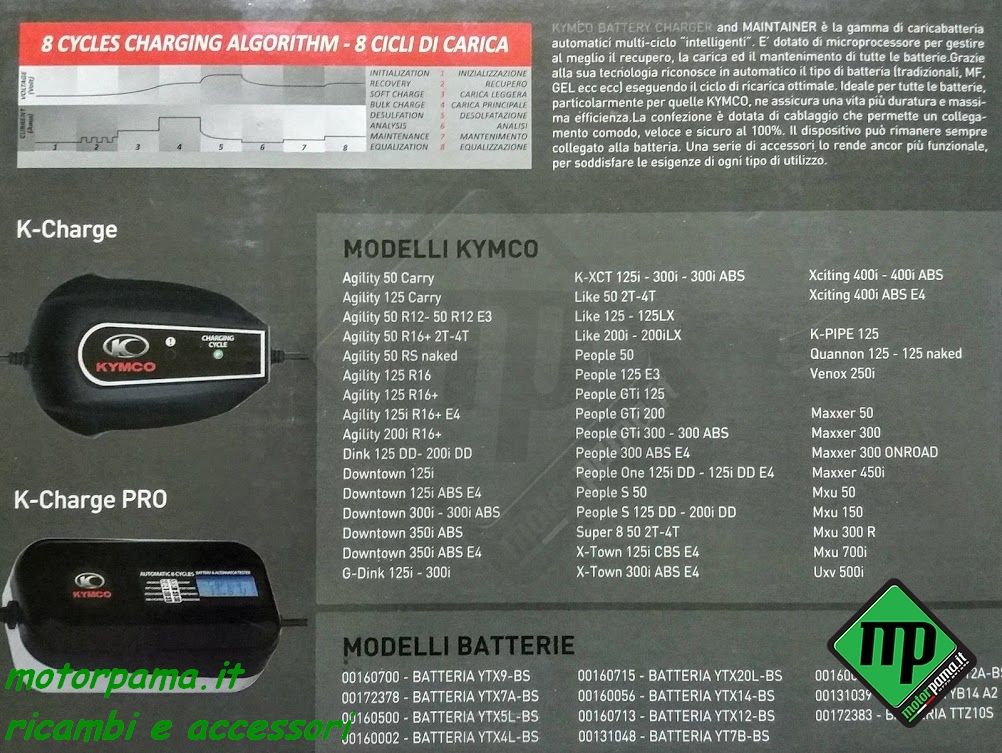 8 CYCLES CHARGING ALGORITHM - 8 CICLI DI CARICA
VOLTAGE
(Volt)
CURRENT
(Amp)
INITIALIZATION 1 INIZIALIZZAZIONE
RECOVERY 2 RECUPERO
SOFT CHARGE 3 CARICA LEGGERA
BULK CHARGE 4 CARICA PRINCIPALE
DESULFATION 5 DESOLFATAZIONE
ANALYSIS 6 ANALISI
MAINTENANCE 7 MANTENIMENTO
EQUALIZATION 8 EQUALIZZAZIONE
1 2 3 4 5 6 7 8
KYMCO BATTERY CHARGER and MAINTAINER è la gamma di caricabatteria
automatici multi-ciclo "intelligenti". E' dotato di microprocessore per gestire
al meglio il recupero, la carica ed il mantenimento di tutte le batterie.Grazie
alla sua tecnologia riconosce in automatico il tipo di batteria (tradizionali, MF,
GEL ecc ecc) eseguendo il ciclo di ricarica ottimale. Ideale per tutte le batterie,
particolarmente per quelle KYMCO, ne assicura una vita più duratura e massi-
ma efficienza.La confezione è dotata di cablaggio che permette un collega-
mento comodo, veloce e sicuro al 100%. Il dispositivo può rimanere sempre
collegato alla batteria. Una serie di accessori lo rende ancor più funzionale,
per soddisfare le esigenze di ogni tipo di utilizzo.
K-Charge
KYMCO
CHARGING
CYCLE
K-Charge PRO
KYMCO
AUTOMATIC 8-CYCLES
BATTERY & ALTERNATOR TESTER
MODELLI KYMCO
Agility 50 Carry
Agility 125 Carry
Agility 50 R12- 50 R12 E3
Agility 50 R16+ 2T-4T
Agility 50 RS naked
Agility 125 R16
Agility 125 R16+
Agility 125i R16+ E4
Agility 200i R16+
Dink 125 DD- 200i DD
Downtown 125i
Downtown 125i ABS E4
Downtown 300i - 300i ABS
Downtown 350i ABS
Downtown 350i ABS E4
G-Dink 125i - 300i
K-XCT 125i - 300i - 300i ABS
Like 50 2T-4T
Like 125 - 125LX
Like 200i - 200iLX
People 50
People 125 E3
People GTi 125
People GTi 200
People GTi 300 - 300 ABS
People 300 ABS E4
People One 125i DD - 125i DD E4
People S 50
People S 125 DD - 200i DD
Super 8 50 2T-4T
X-Town 125i CBS E4
X-Town 300i ABS E4
Xciting 400i - 400i ABS
Xciting 400i ABS E4
K-PIPE 125
Quannon 125 - 125 naked
Venox 250i
Maxxer 50
Maxxer 300
Maxxer 300 ONROAD
Maxxer 450i
Mxu 50
Mxu 150
Mxu 300 R
Mxu 700i
Uxv 500i
MODELLI BATTERIE
00160700 - BATTERIA YTX9-BS
00172378 - BATTERIA YTX7A-BS
00160500 - BATTERIA YTX5L-BS
00160002 - BATTERIA YTX4L-BS
00160715 - BATTERIA YTX20L-BS
00160056 - BATTERIA YTX14-BS
00160713 - BATTERIA YTX12-BS
00131048 - BATTERIA YT7B-BS
12A-BS
00131039 YB14 A2
00172383 - BATTERIA TTZ10S
mp
motorpama.it
motorpama.it
ricambi e accessori